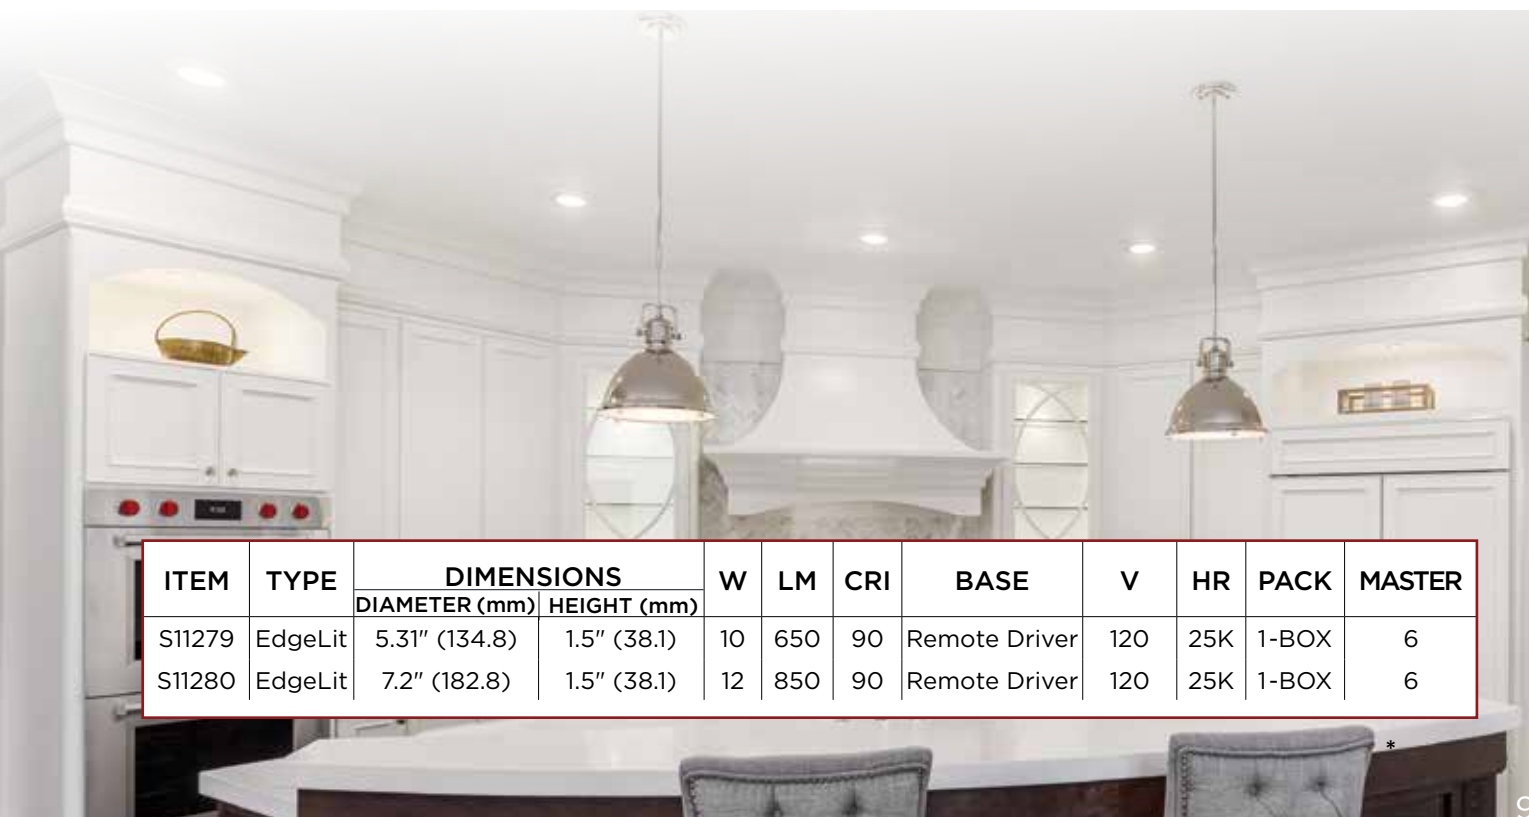 ITEM TYPE DIMENSIONS W LM CRI BASE V HR PACK MASTER
DIAMETER (mm) HEIGHT (mm)
S11279 EdgeLit 5.31" (134.8) 1.5" (38.1) 10 650 90 Remote Driver 120 25K 1-BOX 6
S11280 EdgeLit 7.2" (182.8) 1.5" (38.1) 12 850 90 Remote Driver 120 25K 1-BOX 6
*